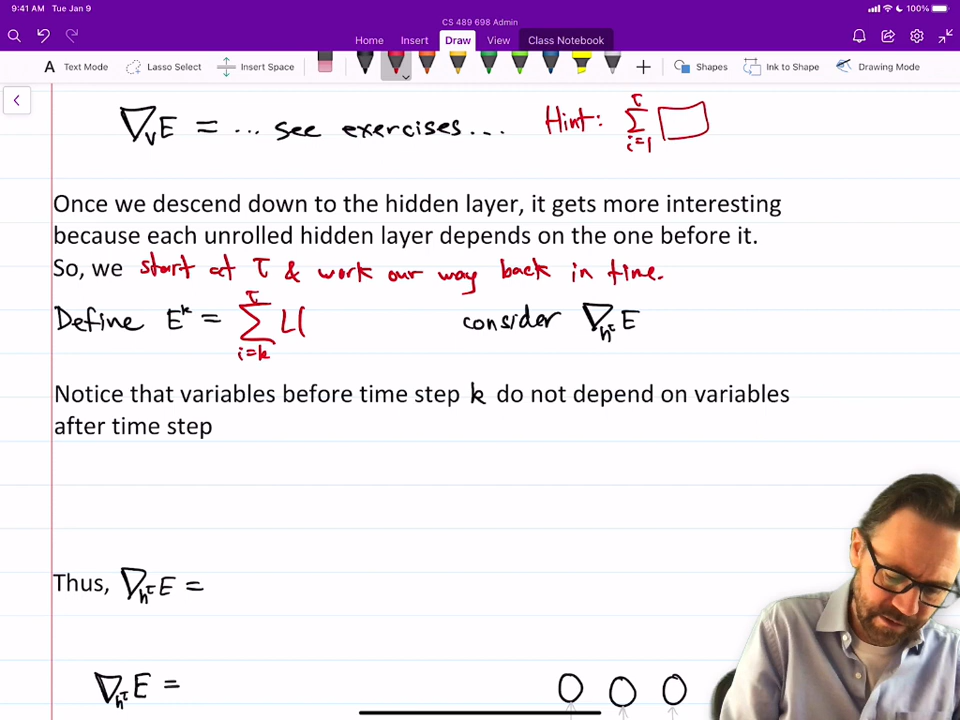 9:41 AM Tue Jan 9
100%
CS 489 698 Admin
Home Insert Draw View Class Notebook
A Text Mode Lasso Select Insert Space Shapes Ink to Shape Drawing Mode
∇_V E = ... see exercises... Hint: ∑_{i=1}^{τ} □
Once we descend down to the hidden layer, it gets more interesting
because each unrolled hidden layer depends on the one before it.
So, we start at τ & work our way back in time.
Define E^k = ∑_{i=k}^{τ} L( consider ∇_{h^τ} E
Notice that variables before time step k do not depend on variables
after time step
Thus, ∇_{h^τ} E =
∇_{h^τ} E =